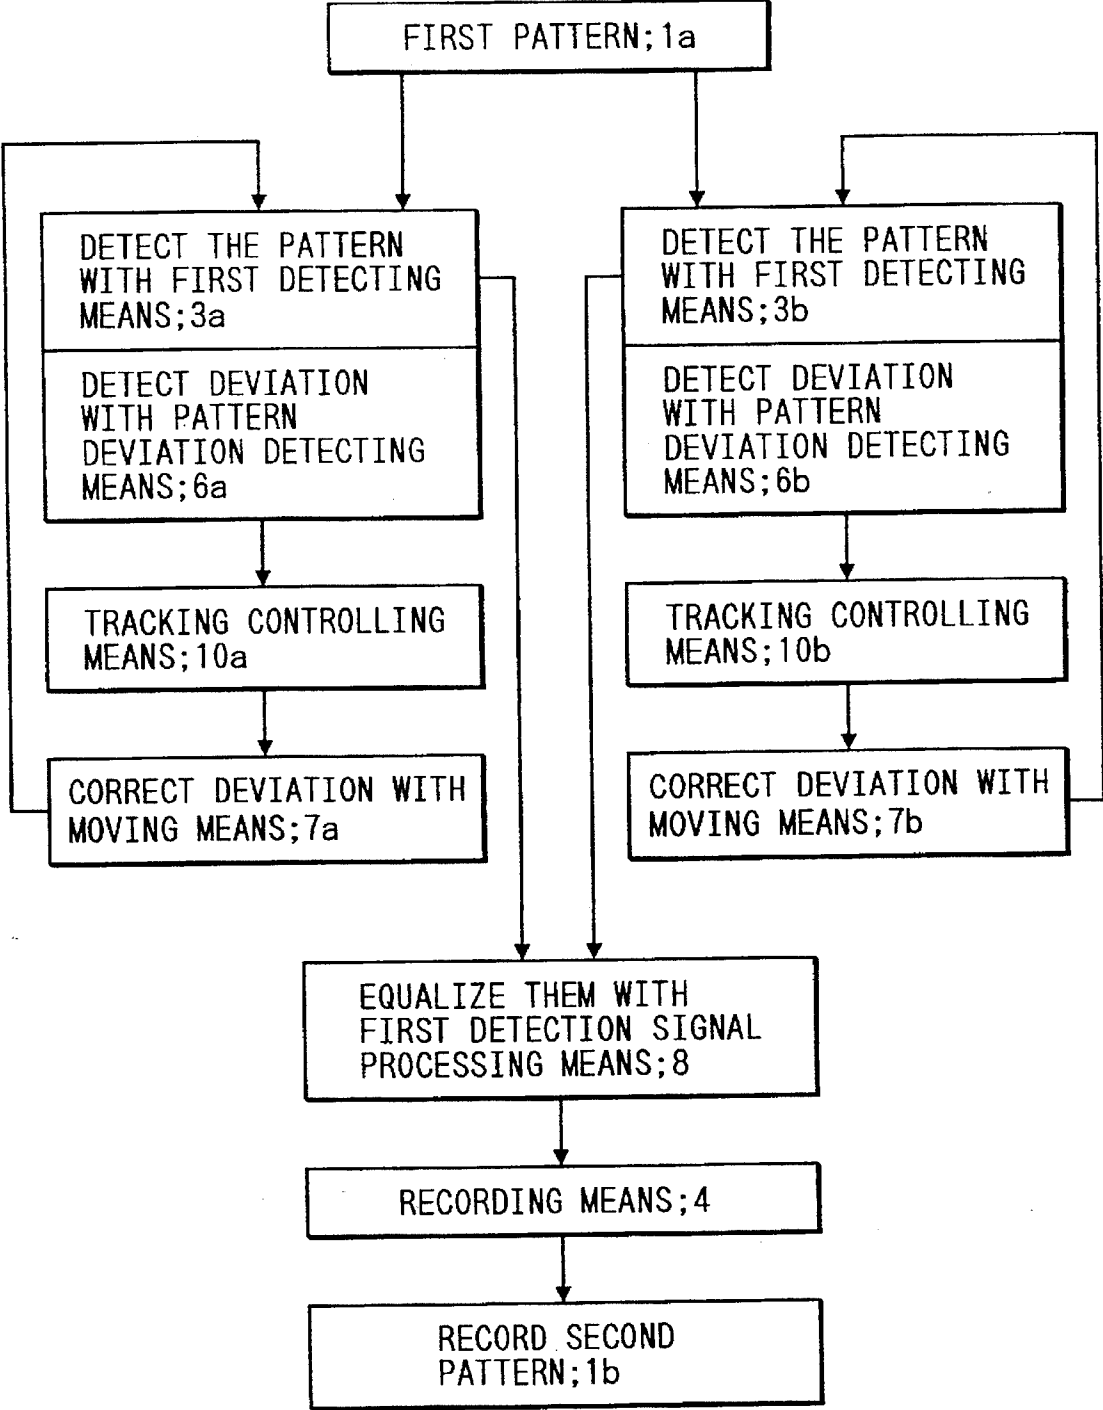 FIRST PATTERN;1a
DETECT THE PATTERN
WITH FIRST DETECTING
MEANS;3a
DETECT DEVIATION
WITH PATTERN
DEVIATION DETECTING
MEANS;6a
TRACKING CONTROLLING
MEANS;10a
CORRECT DEVIATION WITH
MOVING MEANS;7a
DETECT THE PATTERN
WITH FIRST DETECTING
MEANS;3b
DETECT DEVIATION
WITH PATTERN
DEVIATION DETECTING
MEANS;6b
TRACKING CONTROLLING
MEANS;10b
CORRECT DEVIATION WITH
MOVING MEANS;7b
EQUALIZE THEM WITH
FIRST DETECTION SIGNAL
PROCESSING MEANS;8
RECORDING MEANS;4
RECORD SECOND
PATTERN;1b